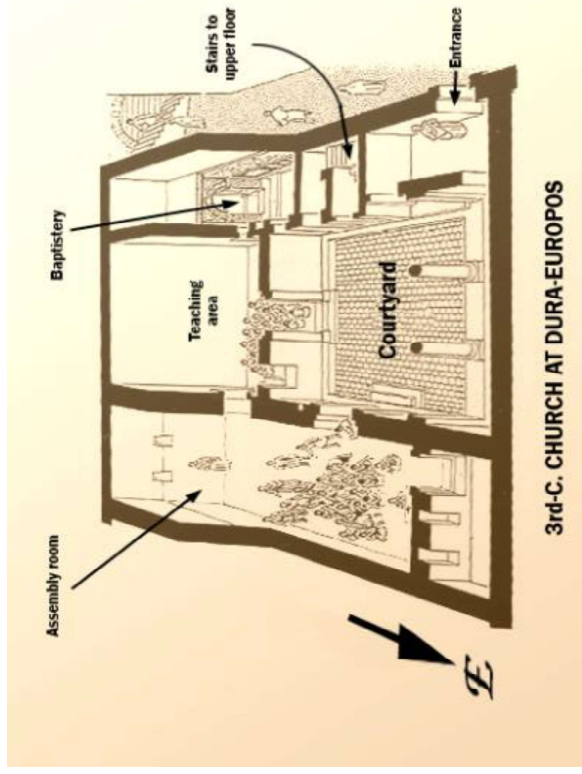 Assembly room
Baptistery
Stairs to
upper floor
Teaching
area
Courtyard
Entrance
E
3rd-C. CHURCH AT DURA-EUROPOS